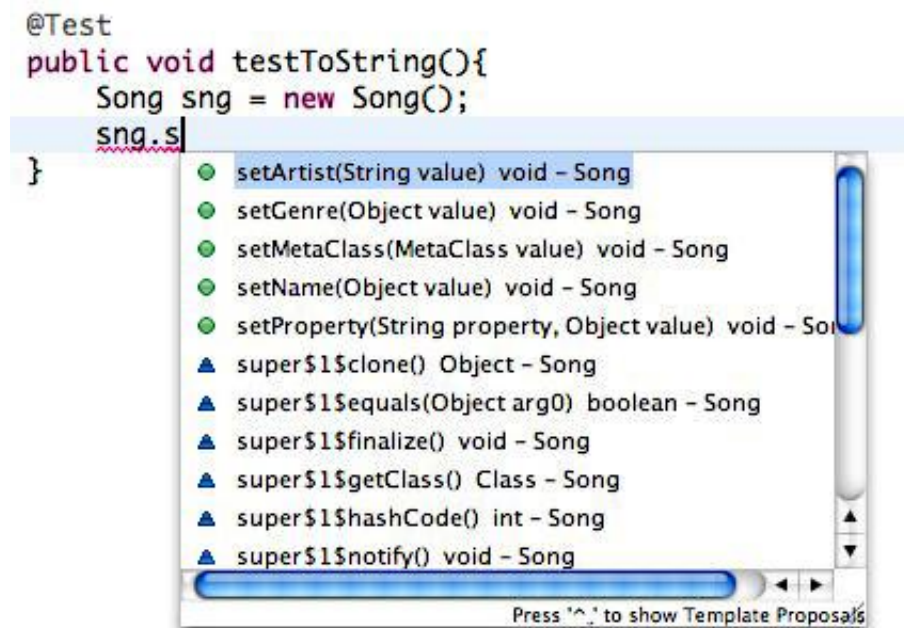 @Test
public void testToString(){
Song sng = new Song();
sng.s
}
setArtist(String value) void – Song
setGenre(Object value) void – Song
setMetaClass(MetaClass value) void – Song
setName(Object value) void – Song
setProperty(String property, Object value) void – Son
super$1$clone() Object – Song
super$1$equals(Object arg0) boolean – Song
super$1$finalize() void – Song
super$1$getClass() Class – Song
super$1$hashCode() int – Song
super$1$notify() void – Song
Press '^.' to show Template Proposals